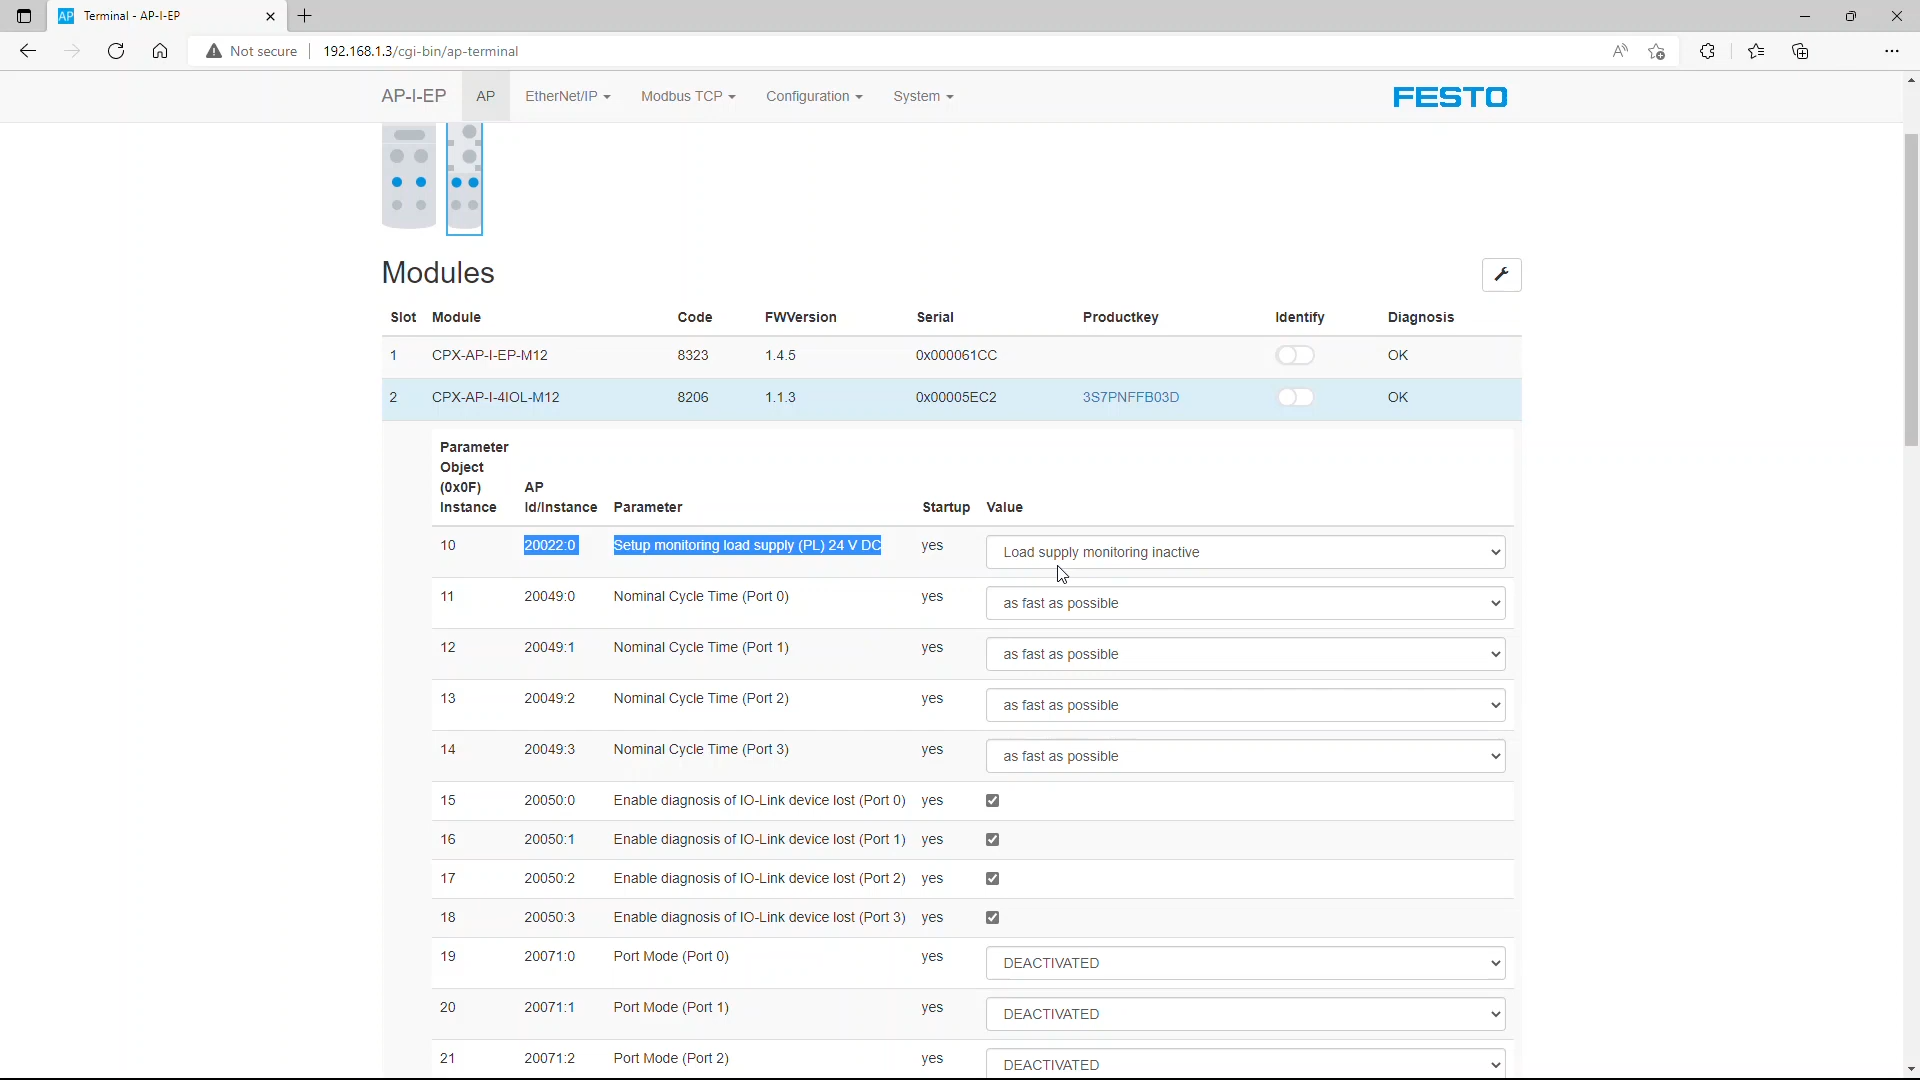 AP Terminal - AP-I-EP
Not secure 192.168.1.3/cgi-bin/ap-terminal
AP-I-EP AP EtherNet/IP Modbus TCP Configuration System FESTO
Modules
Slot Module Code FWVersion Serial Productkey Identify Diagnosis
1 CPX-AP-I-EP-M12 8323 1.4.5 0x000061CC OK
2 CPX-AP-I-4IOL-M12 8206 1.1.3 0x00005EC2 3S7PNFFB03D OK
Parameter
Object
(0x0F) AP
Instance Id/Instance Parameter Startup Value
10 20022:0 Setup monitoring load supply (PL) 24 V DC yes Load supply monitoring inactive
11 20049:0 Nominal Cycle Time (Port 0) yes as fast as possible
12 20049:1 Nominal Cycle Time (Port 1) yes as fast as possible
13 20049:2 Nominal Cycle Time (Port 2) yes as fast as possible
14 20049:3 Nominal Cycle Time (Port 3) yes as fast as possible
15 20050:0 Enable diagnosis of IO-Link device lost (Port 0) yes
16 20050:1 Enable diagnosis of IO-Link device lost (Port 1) yes
17 20050:2 Enable diagnosis of IO-Link device lost (Port 2) yes
18 20050:3 Enable diagnosis of IO-Link device lost (Port 3) yes
19 20071:0 Port Mode (Port 0) yes DEACTIVATED
20 20071:1 Port Mode (Port 1) yes DEACTIVATED
21 20071:2 Port Mode (Port 2) yes DEACTIVATED